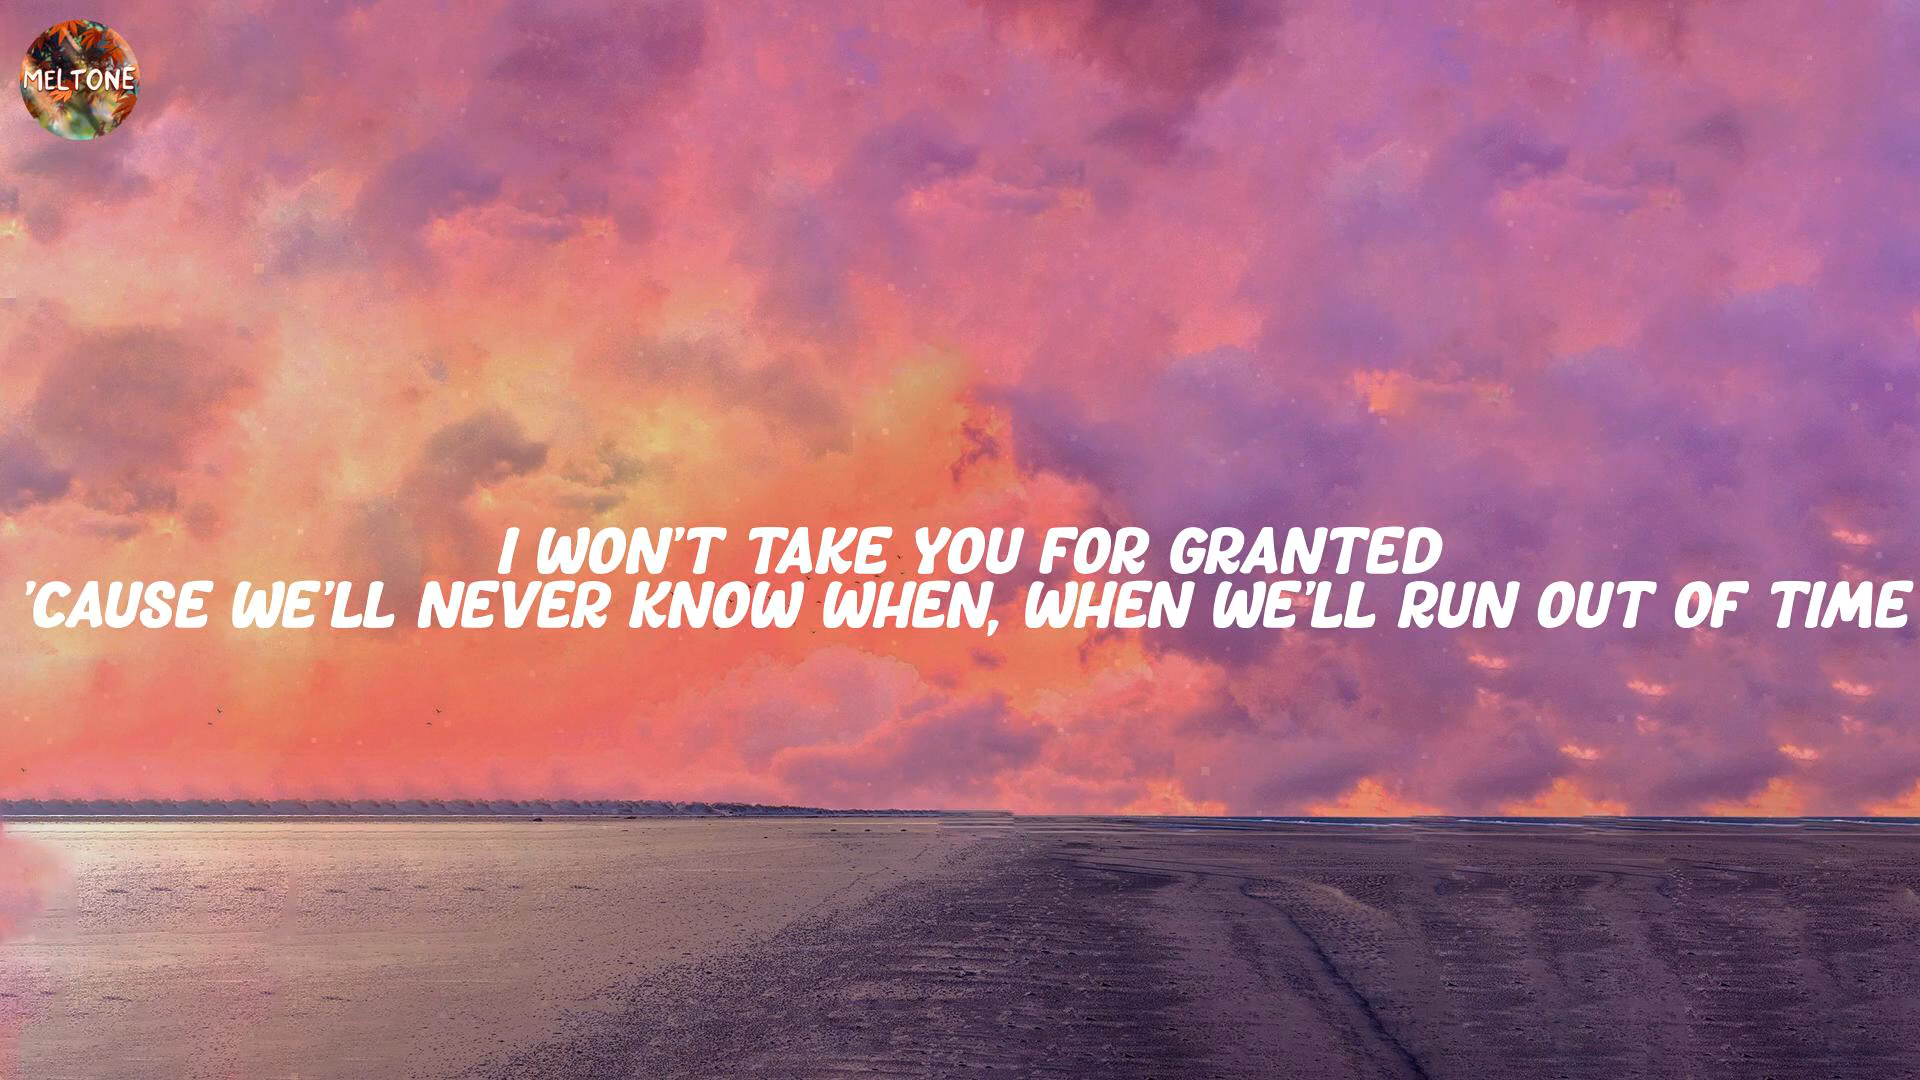 MELTONE
I WON'T TAKE YOU FOR GRANTED
'CAUSE WE'LL NEVER KNOW WHEN, WHEN WE'LL RUN OUT OF TIME